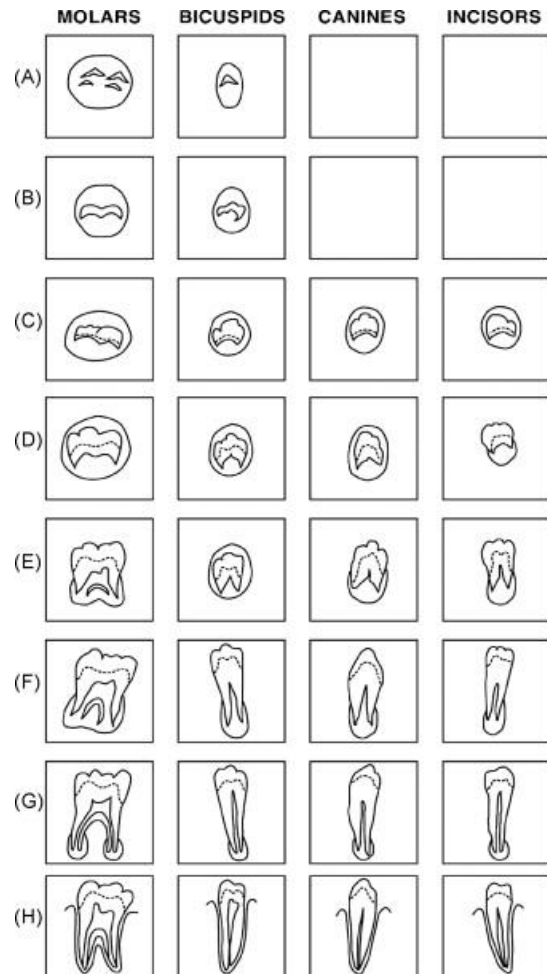 MOLARS BICUSPIDS CANINES INCISORS
(A)
(B)
(C)
(D)
(E)
(F)
(G)
(H)